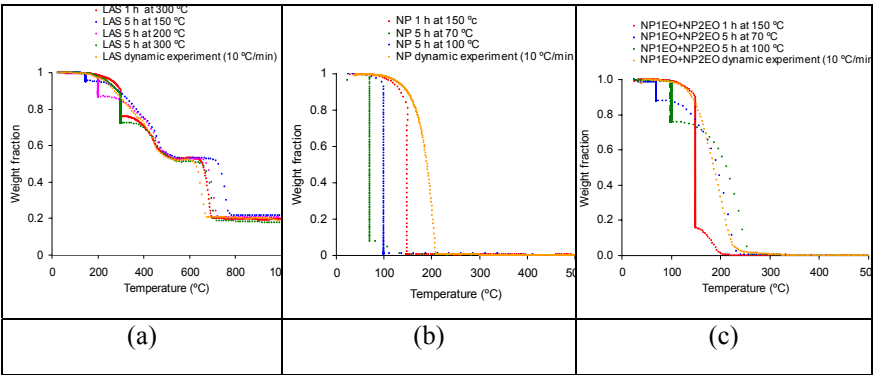 LAS 1 h at 300 ºC
LAS 5 h at 150 ºC
LAS 5 h at 200 ºC
LAS 5 h at 300 ºC
LAS dynamic experiment (10 ºC/min)
1
0.8
0.6
0.4
0.2
0
Weight fraction
0
200
400
600
800
100
Temperature (ºC)
NP 1 h at 150 ºc
NP 5 h at 70 ºC
NP 5 h at 100 ºC
NP dynamic experiment (10 ºC/min)
1
0.8
0.6
0.4
0.2
0
Weight fraction
0
100
200
300
400
50
Temperature (ºC)
NP1EO+NP2EO 1 h at 150 ºC
NP1EO+NP2EO 5 h at 70 ºC
NP1EO+NP2EO 5 h at 100 ºC
NP1EO+NP2EO dynamic experiment (10 ºC/min
1.0
0.8
0.6
0.4
0.2
0.0
Weight fraction
0
100
200
300
400
50
Temperature (ºC)
(a)
(b)
(c)